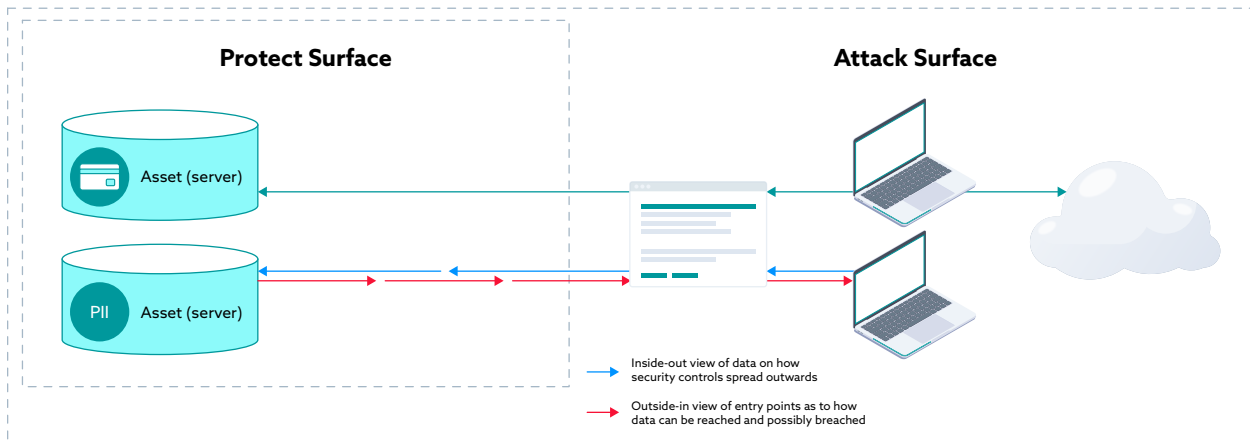 Protect Surface
Attack Surface
Asset (server)
PII
Asset (server)
Inside-out view of data on how
security controls spread outwards
Outside-in view of entry points as to how
data can be reached and possibly breached